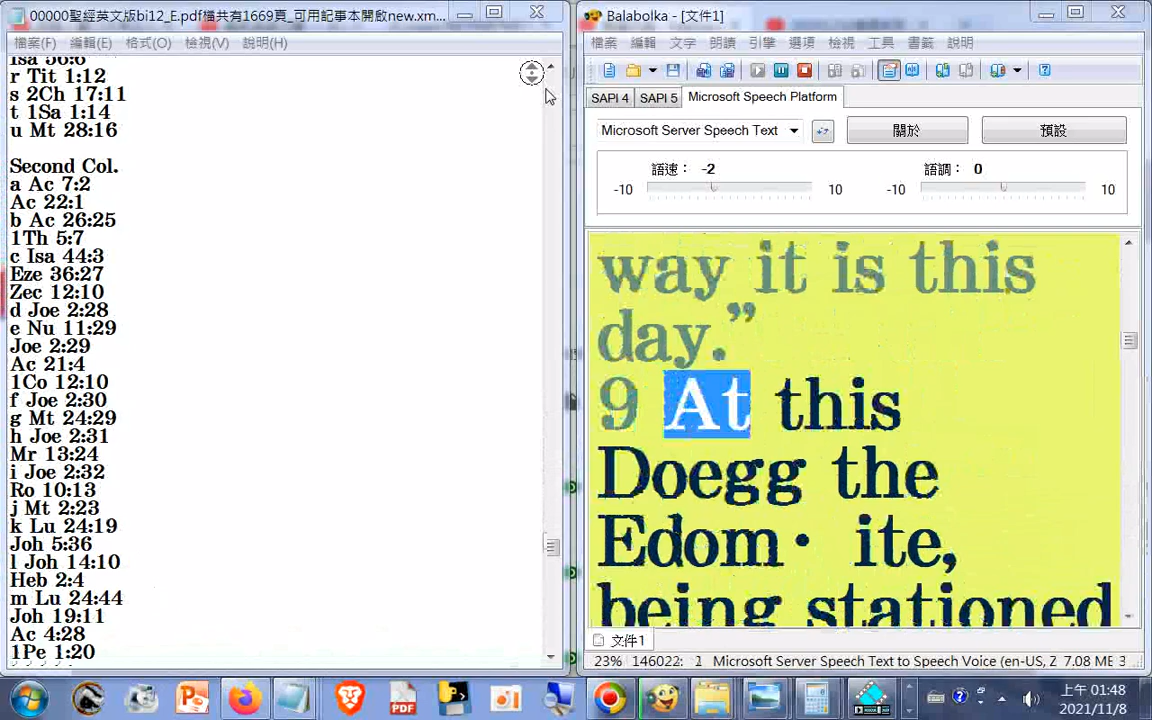 00000聖經英文版bi12_E.pdf檔共有1669頁_可用記事本開啟new.xm...
檔案(F) 編輯(E) 格式(O) 檢視(V) 說明(H)
Isa 56:6
r Tit 1:12
s 2Ch 17:11
t 1Sa 1:14
u Mt 28:16
Second Col.
a Ac 7:2
Ac 22:1
b Ac 26:25
1Th 5:7
c Isa 44:3
Eze 36:27
Zec 12:10
d Joe 2:28
e Nu 11:29
Joe 2:29
Ac 21:4
1Co 12:10
f Joe 2:30
g Mt 24:29
h Joe 2:31
Mr 13:24
i Joe 2:32
Ro 10:13
j Mt 2:23
k Lu 24:19
Joh 5:36
l Joh 14:10
Heb 2:4
m Lu 24:44
Joh 19:11
Ac 4:28
1Pe 1:20
Balabolka - [文件1]
檔案 編輯 文字 朗讀 引擎 選項 檢視 工具 書籤 說明
SAPI 4 SAPI 5 Microsoft Speech Platform
Microsoft Server Speech Text 關於 預設
語速： -2 語調： 0
-10 10 -10 10
way it is this
day.”
9 At this
Doegg the
Edom· ite,
being stationed
文件1
23% 146022: 1 Microsoft Server Speech Text to Speech Voice (en-US, Z 7.08 ME 3
PDF
上午 01:48
2021/11/8